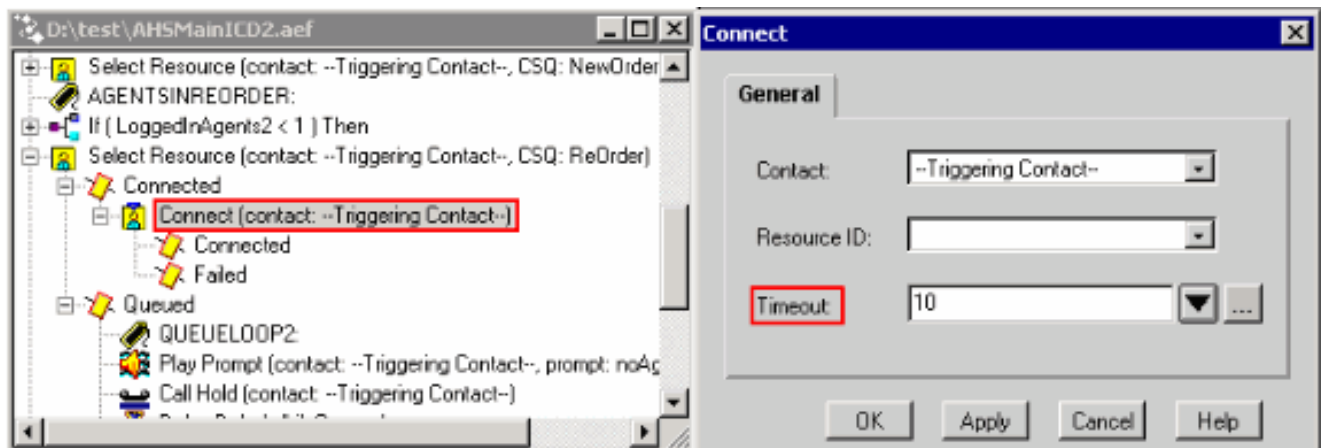 D:\test\AHSMainICD2.aef
Select Resource (contact: --Triggering Contact--, CSQ: NewOrder
AGENTSINREORDER:
If ( LoggedInAgents2 < 1 ) Then
Select Resource (contact: --Triggering Contact--, CSQ: ReOrder)
Connected
Connect (contact: --Triggering Contact--)
Connected
Failed
Queued
QUEUELOOP2:
Play Prompt (contact: --Triggering Contact--, prompt: noAg
Call Hold (contact: --Triggering Contact--)
Connect
General
Contact:
--Triggering Contact--
Resource ID:
Timeout:
10
...
OK
Apply
Cancel
Help